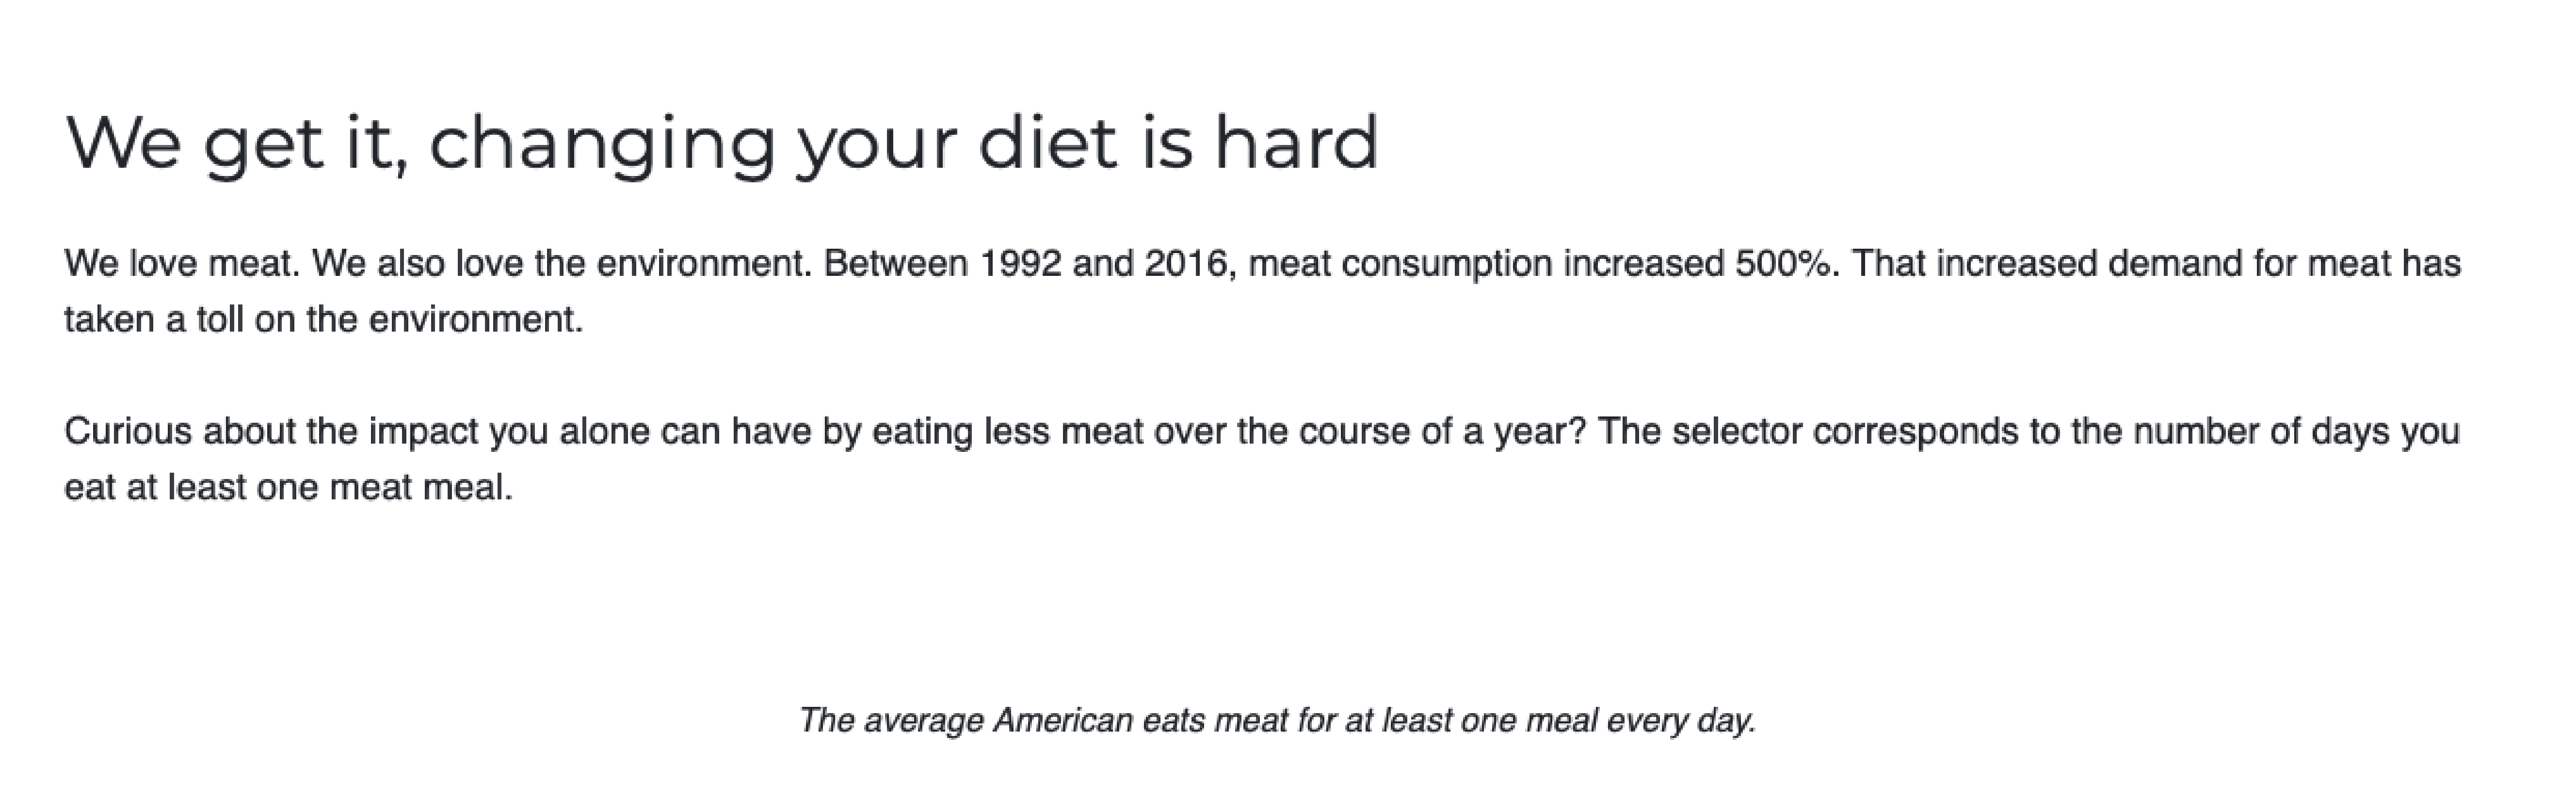 We get it, changing your diet is hard
We love meat. We also love the environment. Between 1992 and 2016, meat consumption increased 500%. That increased demand for meat has
taken a toll on the environment.
Curious about the impact you alone can have by eating less meat over the course of a year? The selector corresponds to the number of days you
eat at least one meat meal.
The average American eats meat for at least one meal every day.